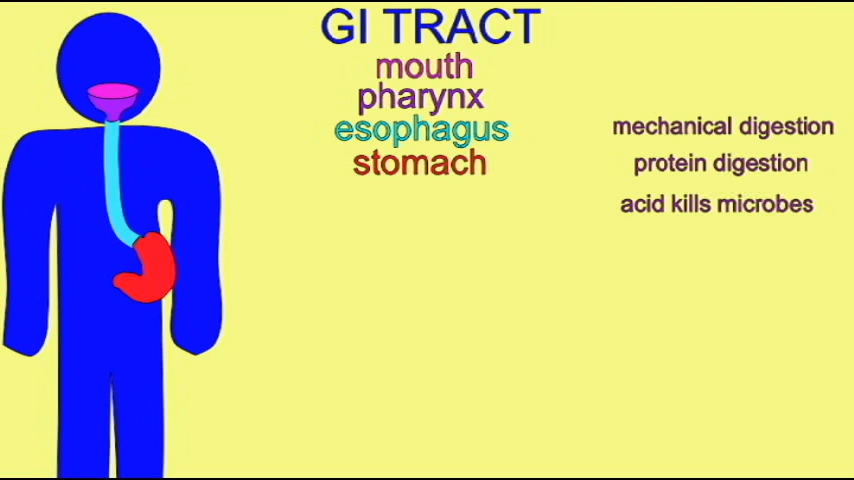 GI TRACT
mouth
pharynx
esophagus
stomach
mechanical digestion
protein digestion
acid kills microbes